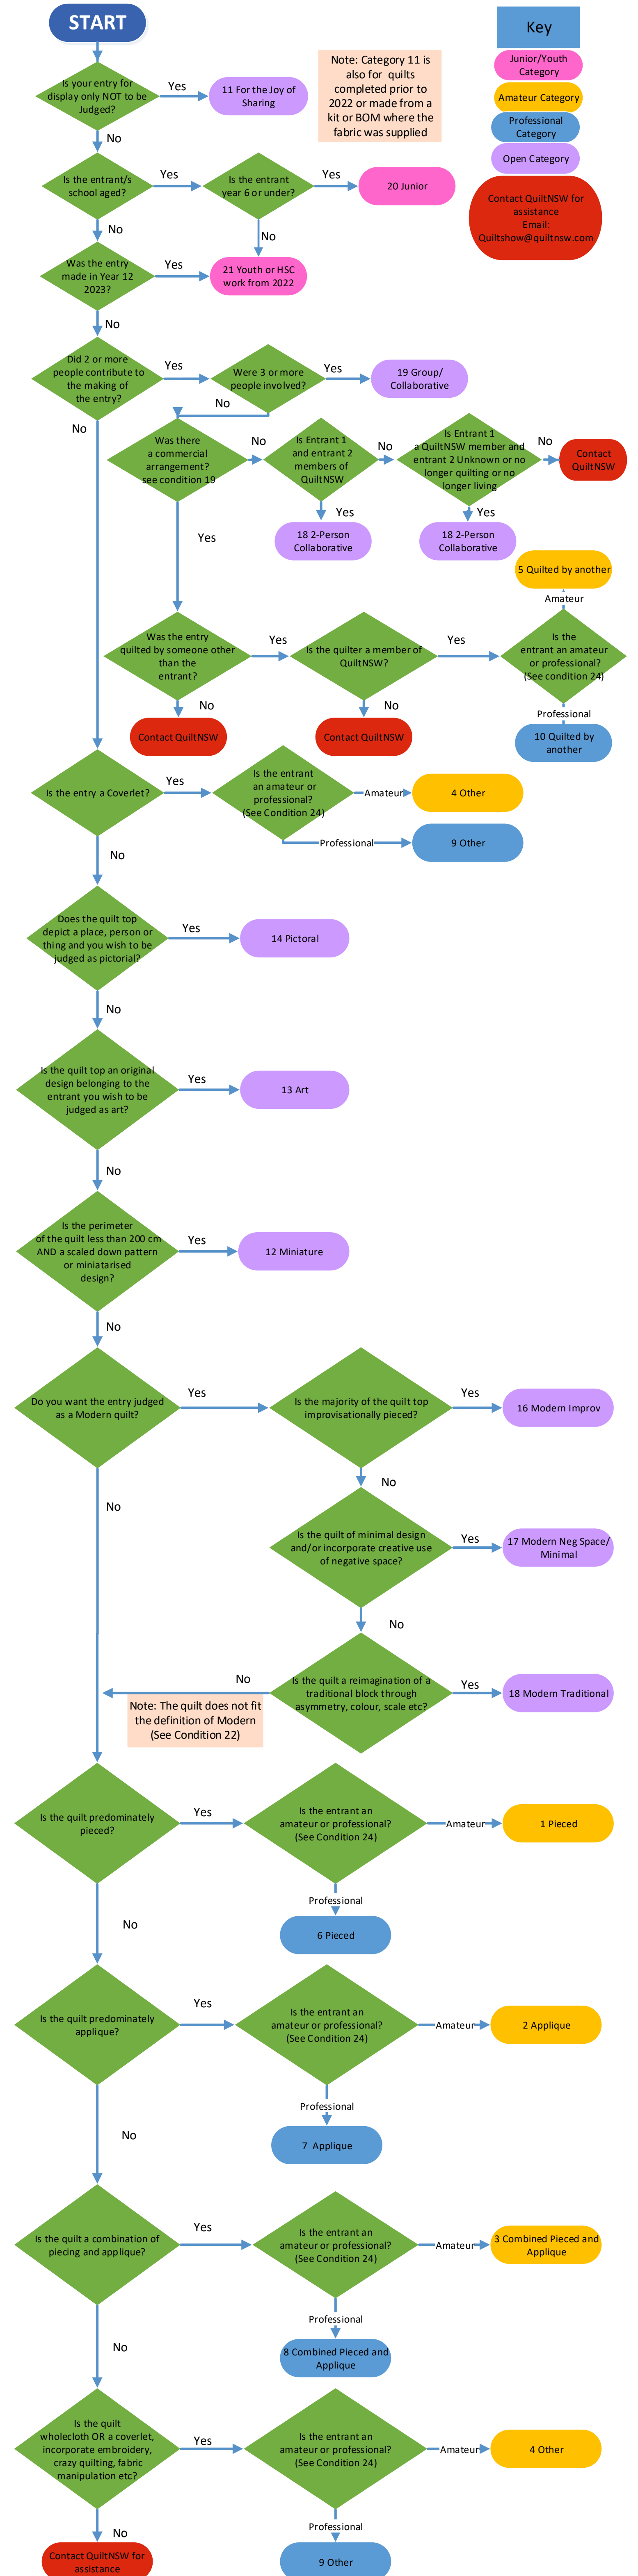 START
Key
Junior/Youth
Category
Amateur Category
Professional
Category
Open Category
Contact QuiltNSW for
assistance
Email:
Quiltshow@quiltnsw.com
Note: Category 11 is
also for quilts
completed prior to
2022 or made from a
kit or BOM where the
fabric was supplied
Is your entry for
display only NOT to be
Judged?
Yes
11 For the Joy of
Sharing
No
Is the entrant/s
school aged?
Yes
Is the entrant
year 6 or under?
Yes
20 Junior
No
No
Was the entry
made in Year 12
2023?
Yes
21 Youth or HSC
work from 2022
No
Did 2 or more
people contribute to
the making of
the entry?
Yes
Were 3 or more
people involved?
Yes
19 Group/
Collaborative
No
No
Was there
a commercial
arrangement?
see condition 19
No
Is Entrant 1
and entrant 2
members of
QuiltNSW
No
Is Entrant 1
a QuiltNSW member and
entrant 2 Unknown or no
longer quilting or no
longer living
No
Contact
QuiltNSW
Yes
Yes
Yes
18 2-Person
Collaborative
18 2-Person
Collaborative
5 Quilted by another
Amateur
Was the entry
quilted by someone other
than the
entrant?
Yes
Is the quilter a member of
QuiltNSW?
Yes
Is the
entrant an amateur
or professional?
(See condition 24)
No
No
Professional
Contact QuiltNSW
Contact QuiltNSW
10 Quilted by
another
Is the entry a Coverlet?
Yes
Is the entrant
an amateur or
professional?
(See Condition 24)
Amateur
4 Other
Professional
9 Other
No
Does the quilt top
depict a place, person or
thing and you wish to be
judged as pictorial?
Yes
14 Pictoral
No
Is the quilt top an original
design belonging to the
entrant you wish to be
judged as art?
Yes
13 Art
No
Is the perimeter
of the quilt less than 200 cm
AND a scaled down pattern
or miniatarised
design?
Yes
12 Miniature
No
Do you want the entry judged
as a Modern quilt?
Yes
Is the majority of the quilt top
improvisationally pieced?
Yes
16 Modern Improv
No
No
Is the quilt of minimal design
and/or incorporate creative use
of negative space?
Yes
17 Modern Neg Space/
Minimal
No
Is the quilt a reimagination of a
traditional block through
asymmetry, colour, scale etc?
Yes
18 Modern Traditional
No
Note: The quilt does not fit
the definition of Modern
(See Condition 22)
Is the quilt predominately
pieced?
Yes
Is the entrant an
amateur or professional?
(See Condition 24)
Amateur
1 Pieced
Professional
6 Pieced
No
Is the quilt predominately
applique?
Yes
Is the entrant an
amateur or professional?
(See Condition 24)
Amateur
2 Applique
Professional
7 Applique
No
Is the quilt a combination of
piecing and applique?
Yes
Is the entrant an
amateur or professional?
(See Condition 24)
Amateur
3 Combined Pieced and
Applique
Professional
8 Combined Pieced and
Applique
No
Is the quilt
wholecloth OR a coverlet,
incorporate embroidery,
crazy quilting, fabric
manipulation etc?
Yes
Is the entrant an
amateur or professional?
(See Condition 24)
Amateur
4 Other
Professional
9 Other
No
Contact QuiltNSW for
assistance